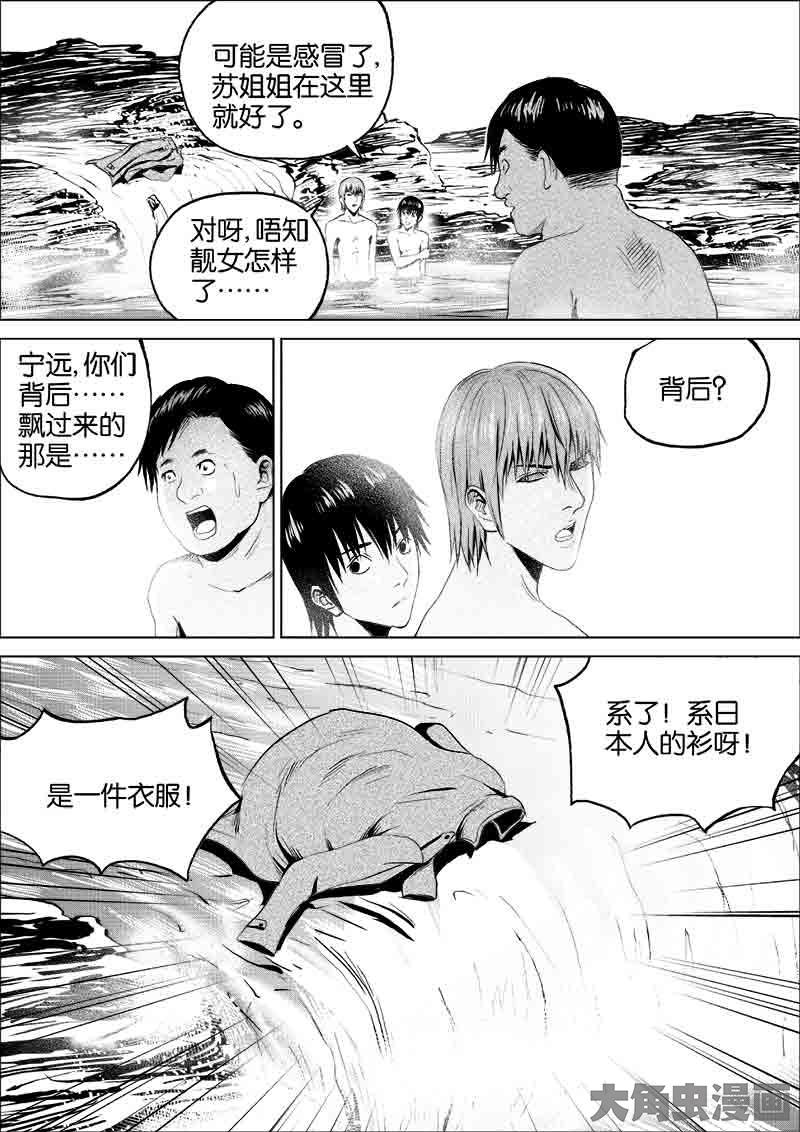 可能是感冒了,
苏姐姐在这里
就好了。
对呀,唔知
靓女怎样
了……
宁远,你们
背后……
飘过来的
那是……
背后?
系了!系日
本人的衫呀!
是一件衣服!
大角虫漫画